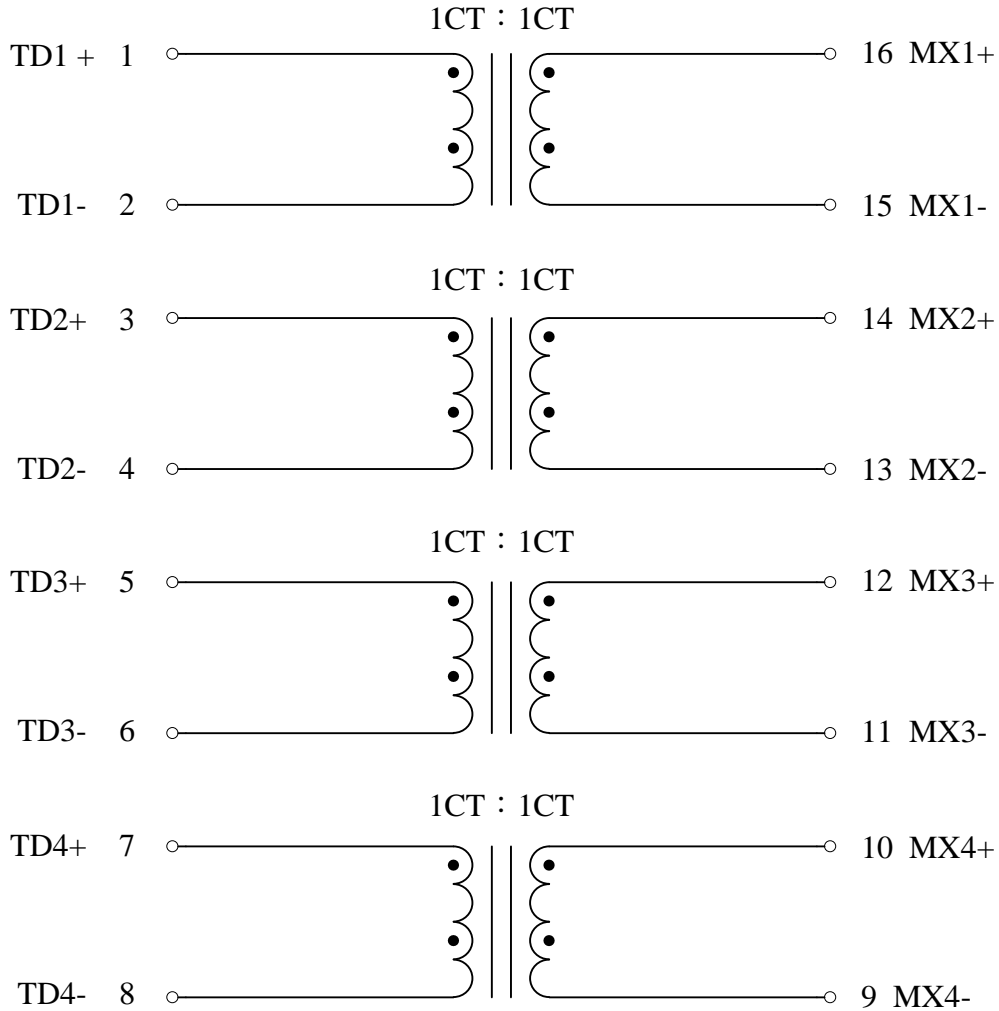 1CT : 1CT
TD1 + 1 16 MX1+
TD1- 2 15 MX1-
1CT : 1CT
TD2+ 3 14 MX2+
TD2- 4 13 MX2-
1CT : 1CT
TD3+ 5 12 MX3+
TD3- 6 11 MX3-
1CT : 1CT
TD4+ 7 10 MX4+
TD4- 8 9 MX4-